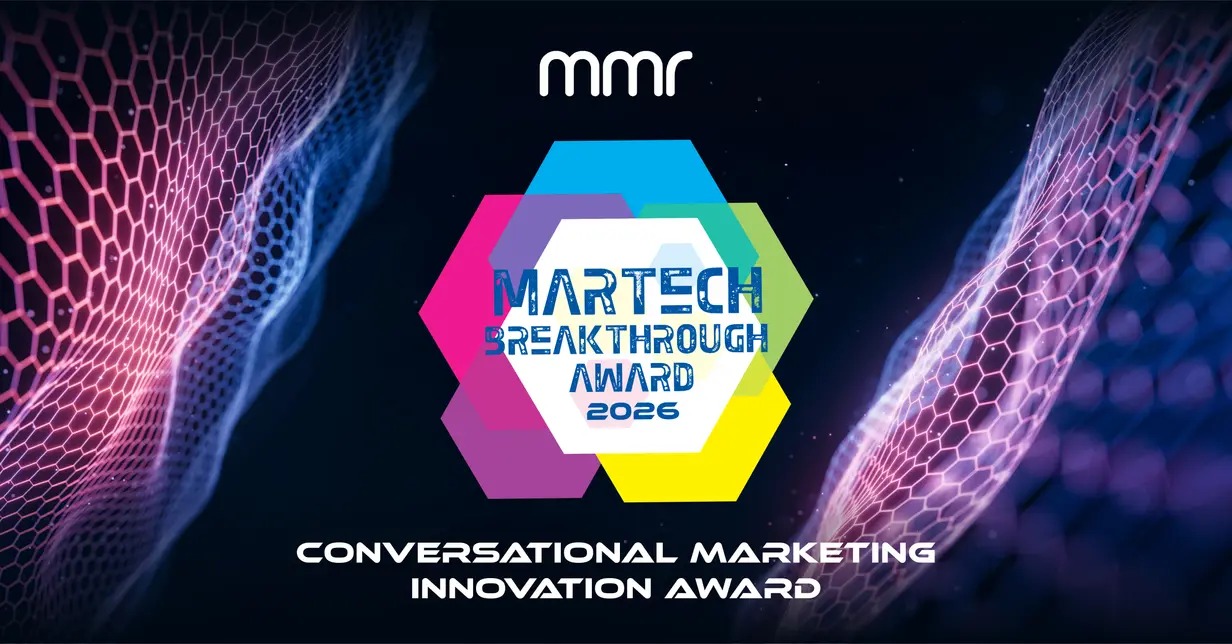 mmr
MARTECH
BREAKTHROUGH
AWARD
2026
CONVERSATIONAL MARKETING
INNOVATION AWARD